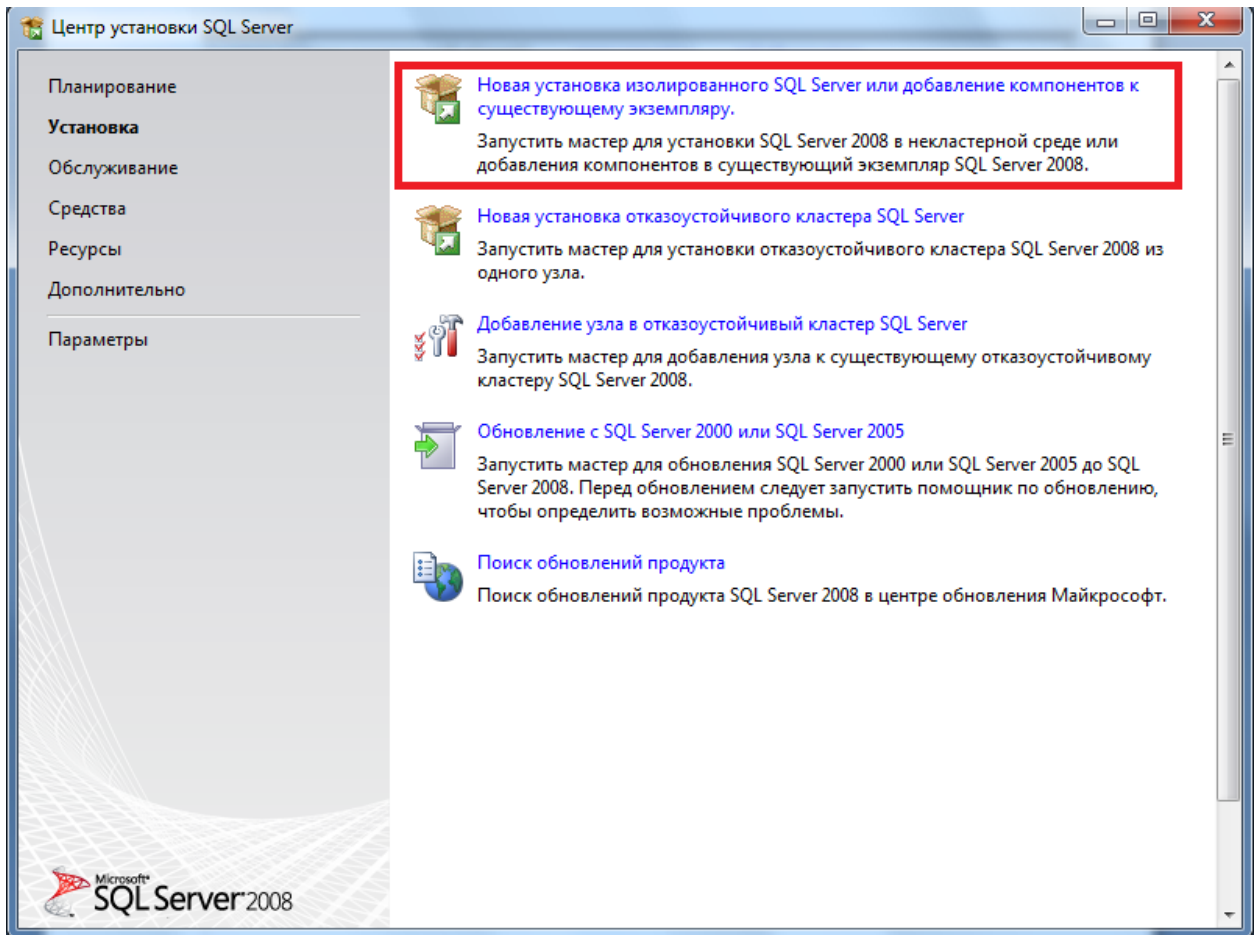 Центр установки SQL Server
Планирование
Установка
Обслуживание
Средства
Ресурсы
Дополнительно
Параметры
Новая установка изолированного SQL Server или добавление компонентов к
существующему экземпляру.
Запустить мастер для установки SQL Server 2008 в некластерной среде или
добавления компонентов в существующий экземпляр SQL Server 2008.
Новая установка отказоустойчивого кластера SQL Server
Запустить мастер для установки отказоустойчивого кластера SQL Server 2008 из
одного узла.
Добавление узла в отказоустойчивый кластер SQL Server
Запустить мастер для добавления узла к существующему отказоустойчивому
кластеру SQL Server 2008.
Обновление с SQL Server 2000 или SQL Server 2005
Запустить мастер для обновления SQL Server 2000 или SQL Server 2005 до SQL
Server 2008. Перед обновлением следует запустить помощник по обновлению,
чтобы определить возможные проблемы.
Поиск обновлений продукта
Поиск обновлений продукта SQL Server 2008 в центре обновления Майкрософт.
Microsoft
SQL Server 2008